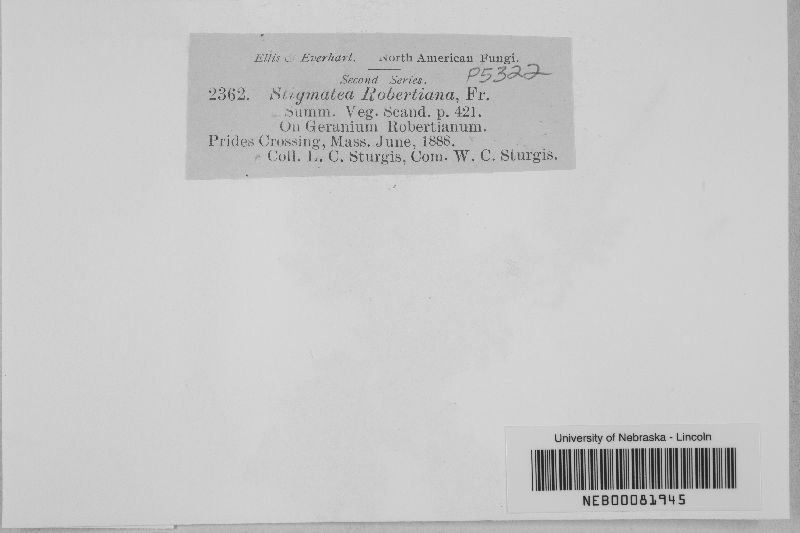 Ellis & Everhart. North American Fungi.
P5322
Second Series.
2362. Stigmatea Robertiana, Fr.
Summ. Veg. Scand. p. 421.
On Geranium Robertianum.
Prides Crossing, Mass. June, 1888.
Coll. L. C. Sturgis, Com. W. C. Sturgis.
University of Nebraska - Lincoln
NEB00081945